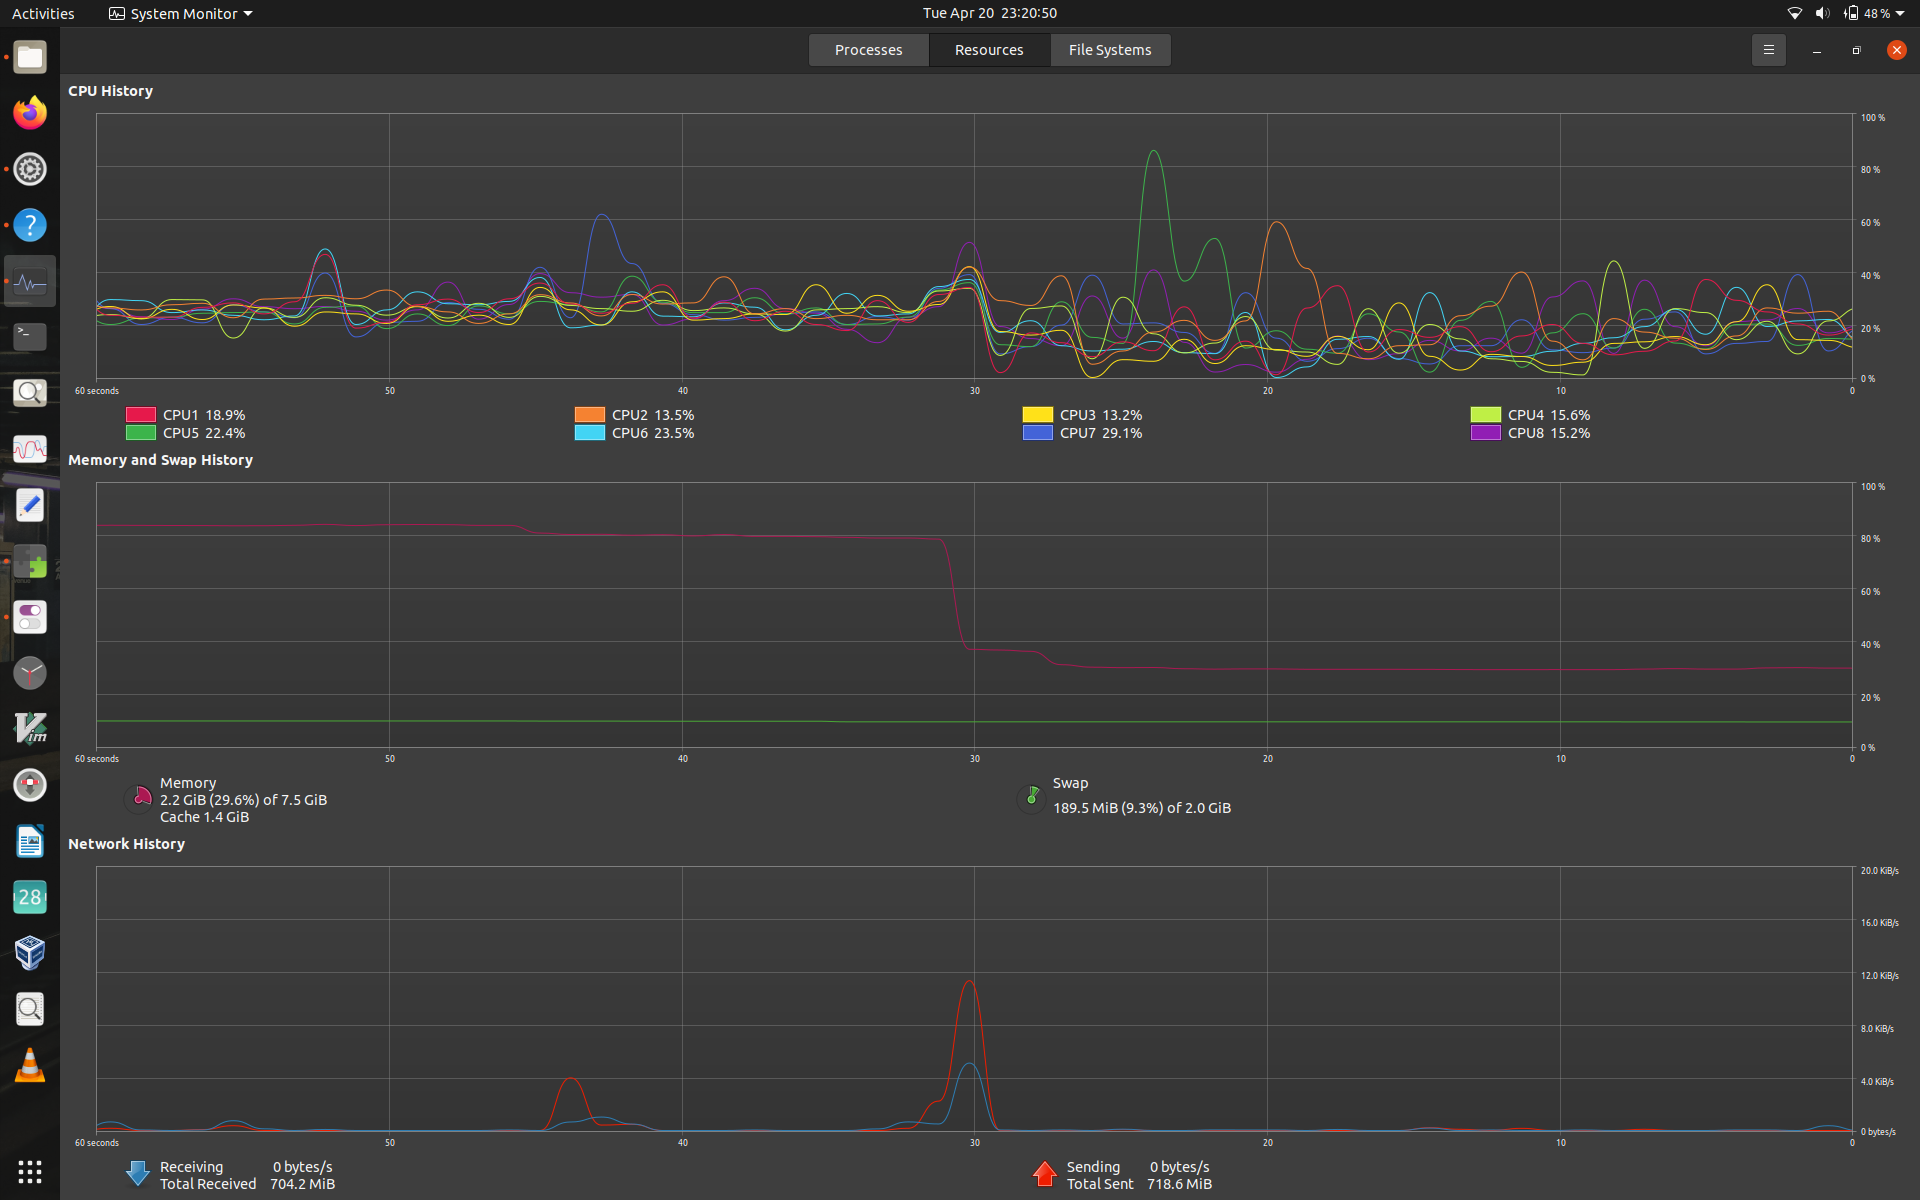 Activities System Monitor Tue Apr 20 23:20:50 48 %
Processes Resources File Systems
CPU History
100 %
80 %
60 %
40 %
20 %
0 %
60 seconds 50 40 30 20 10 0
CPU1 18.9% CPU2 13.5% CPU3 13.2% CPU4 15.6%
CPU5 22.4% CPU6 23.5% CPU7 29.1% CPU8 15.2%
Memory and Swap History
100 %
80 %
60 %
40 %
20 %
0 %
60 seconds 50 40 30 20 10 0
Memory
2.2 GiB (29.6%) of 7.5 GiB
Cache 1.4 GiB
Swap
189.5 MiB (9.3%) of 2.0 GiB
Network History
20.0 KiB/s
16.0 KiB/s
12.0 KiB/s
8.0 KiB/s
4.0 KiB/s
0 bytes/s
60 seconds 50 40 30 20 10 0
Receiving 0 bytes/s
Total Received 704.2 MiB
Sending 0 bytes/s
Total Sent 718.6 MiB
?
>_
Vim
28